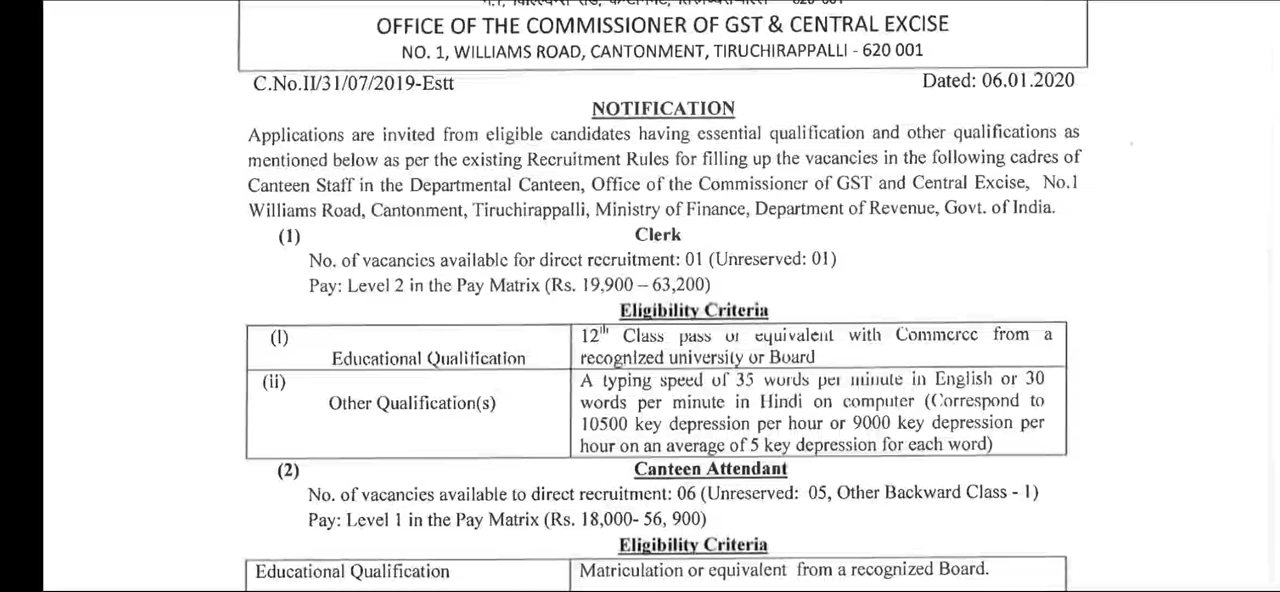 OFFICE OF THE COMMISSIONER OF GST & CENTRAL EXCISE
NO. 1, WILLIAMS ROAD, CANTONMENT, TIRUCHIRAPPALLI - 620 001
C.No.II/31/07/2019-Estt
Dated: 06.01.2020
NOTIFICATION
Applications are invited from eligible candidates having essential qualification and other qualifications as
mentioned below as per the existing Recruitment Rules for filling up the vacancies in the following cadres of
Canteen Staff in the Departmental Canteen, Office of the Commissioner of GST and Central Excise, No.1
Williams Road, Cantonment, Tiruchirappalli, Ministry of Finance, Department of Revenue, Govt. of India.
(1) Clerk
No. of vacancies available for direct recruitment: 01 (Unreserved: 01)
Pay: Level 2 in the Pay Matrix (Rs. 19,900 – 63,200)
Eligibility Criteria
(I)
Educational Qualification
12th Class pass or equivalent with Commerce from a
recognized university or Board
(ii)
Other Qualification(s)
A typing speed of 35 words per minute in English or 30
words per minute in Hindi on computer (Correspond to
10500 key depression per hour or 9000 key depression per
hour on an average of 5 key depression for each word)
(2) Canteen Attendant
No. of vacancies available to direct recruitment: 06 (Unreserved: 05, Other Backward Class - 1)
Pay: Level 1 in the Pay Matrix (Rs. 18,000- 56, 900)
Eligibility Criteria
Educational Qualification
Matriculation or equivalent from a recognized Board.